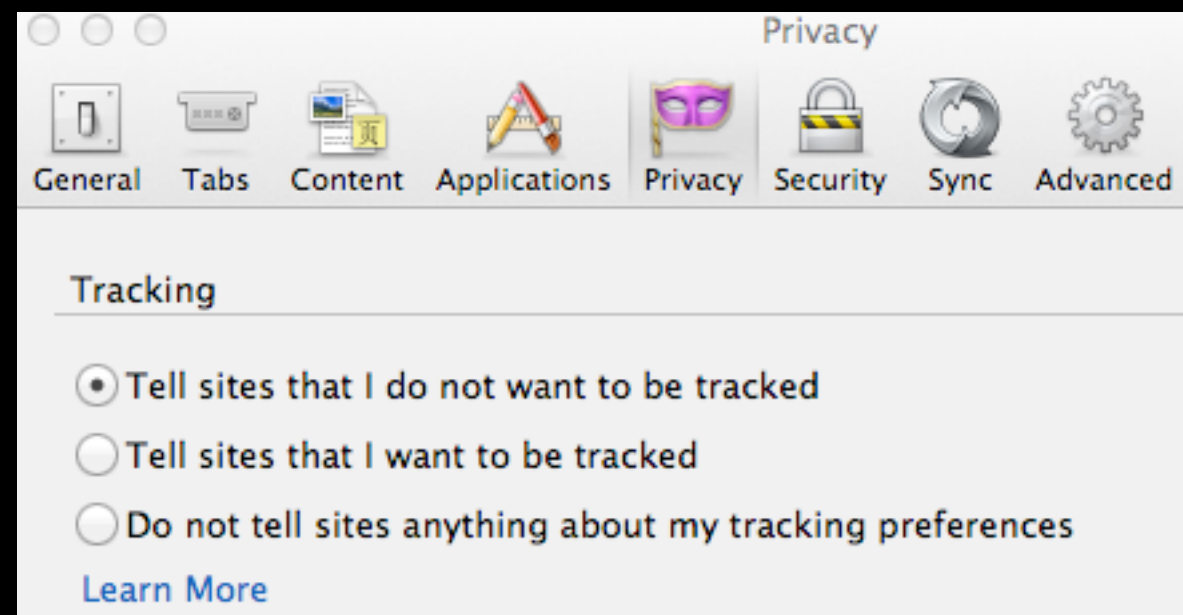 Privacy
页
General Tabs Content Applications Privacy Security Sync Advanced
Tracking
Tell sites that I do not want to be tracked
Tell sites that I want to be tracked
Do not tell sites anything about my tracking preferences
Learn More